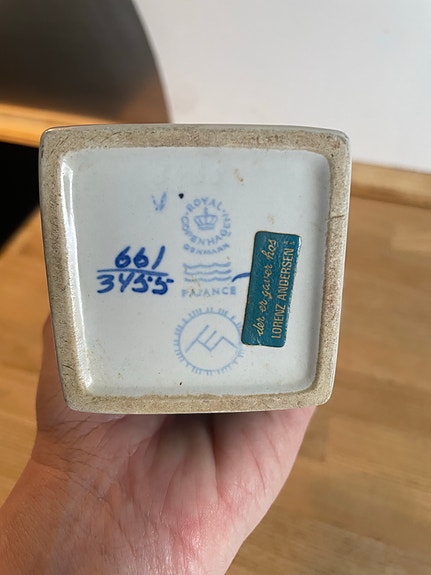 ROYAL COPENHAGEN
DENMARK
FAJANCE
661
3455
der er gaver hos
LORENZ ANDERSEN